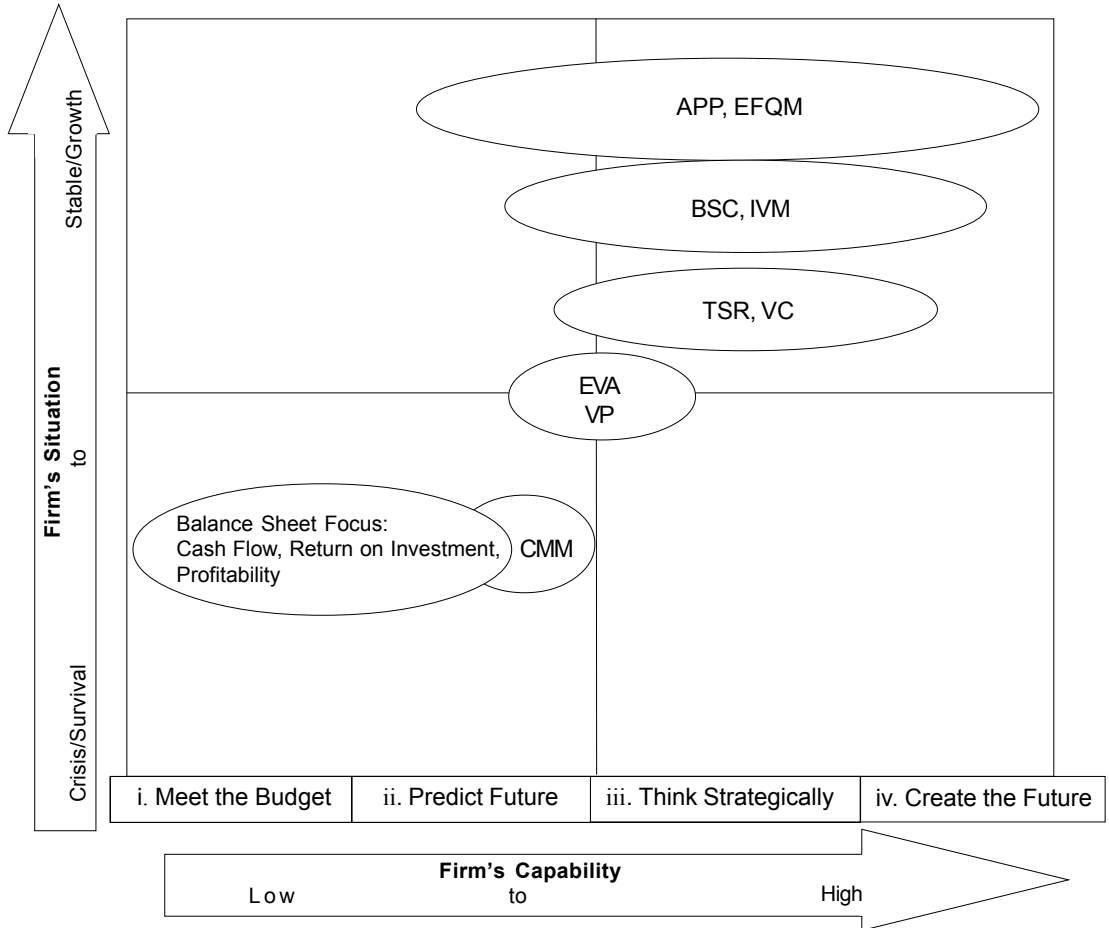 Stable/Growth
to
Firm's Situation
Crisis/Survival
APP, EFQM
BSC, IVM
TSR, VC
EVA
VP
Balance Sheet Focus:
Cash Flow, Return on Investment,
Profitability
CMM
i. Meet the Budget
ii. Predict Future
iii. Think Strategically
iv. Create the Future
Firm's Capability
Low to High